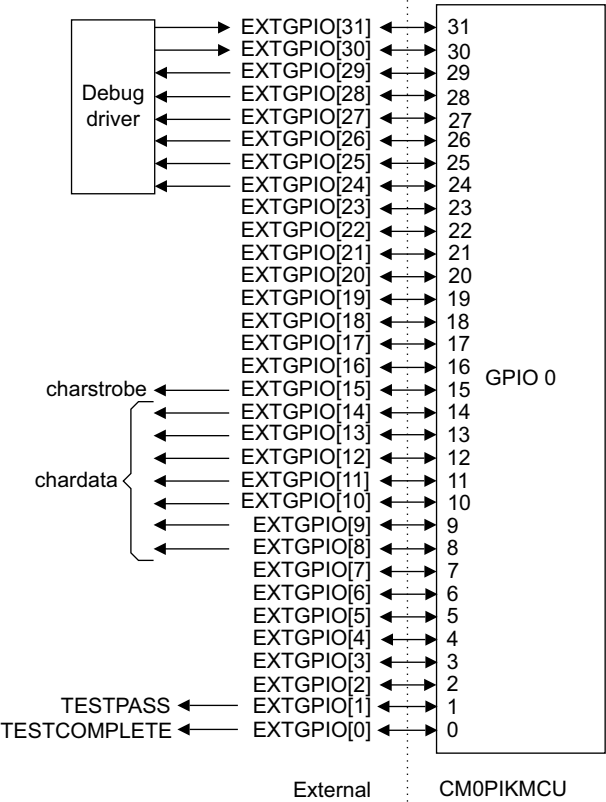 EXTGPIO[31] 31
EXTGPIO[30] 30
EXTGPIO[29] 29
Debug EXTGPIO[28] 28
driver EXTGPIO[27] 27
EXTGPIO[26] 26
EXTGPIO[25] 25
EXTGPIO[24] 24
EXTGPIO[23] 23
EXTGPIO[22] 22
EXTGPIO[21] 21
EXTGPIO[20] 20
EXTGPIO[19] 19
EXTGPIO[18] 18
EXTGPIO[17] 17
EXTGPIO[16] 16
GPIO 0
charstrobe EXTGPIO[15] 15
EXTGPIO[14] 14
EXTGPIO[13] 13
EXTGPIO[12] 12
chardata EXTGPIO[11] 11
EXTGPIO[10] 10
EXTGPIO[9] 9
EXTGPIO[8] 8
EXTGPIO[7] 7
EXTGPIO[6] 6
EXTGPIO[5] 5
EXTGPIO[4] 4
EXTGPIO[3] 3
EXTGPIO[2] 2
TESTPASS EXTGPIO[1] 1
TESTCOMPLETE EXTGPIO[0] 0
External CM0PIKMCU